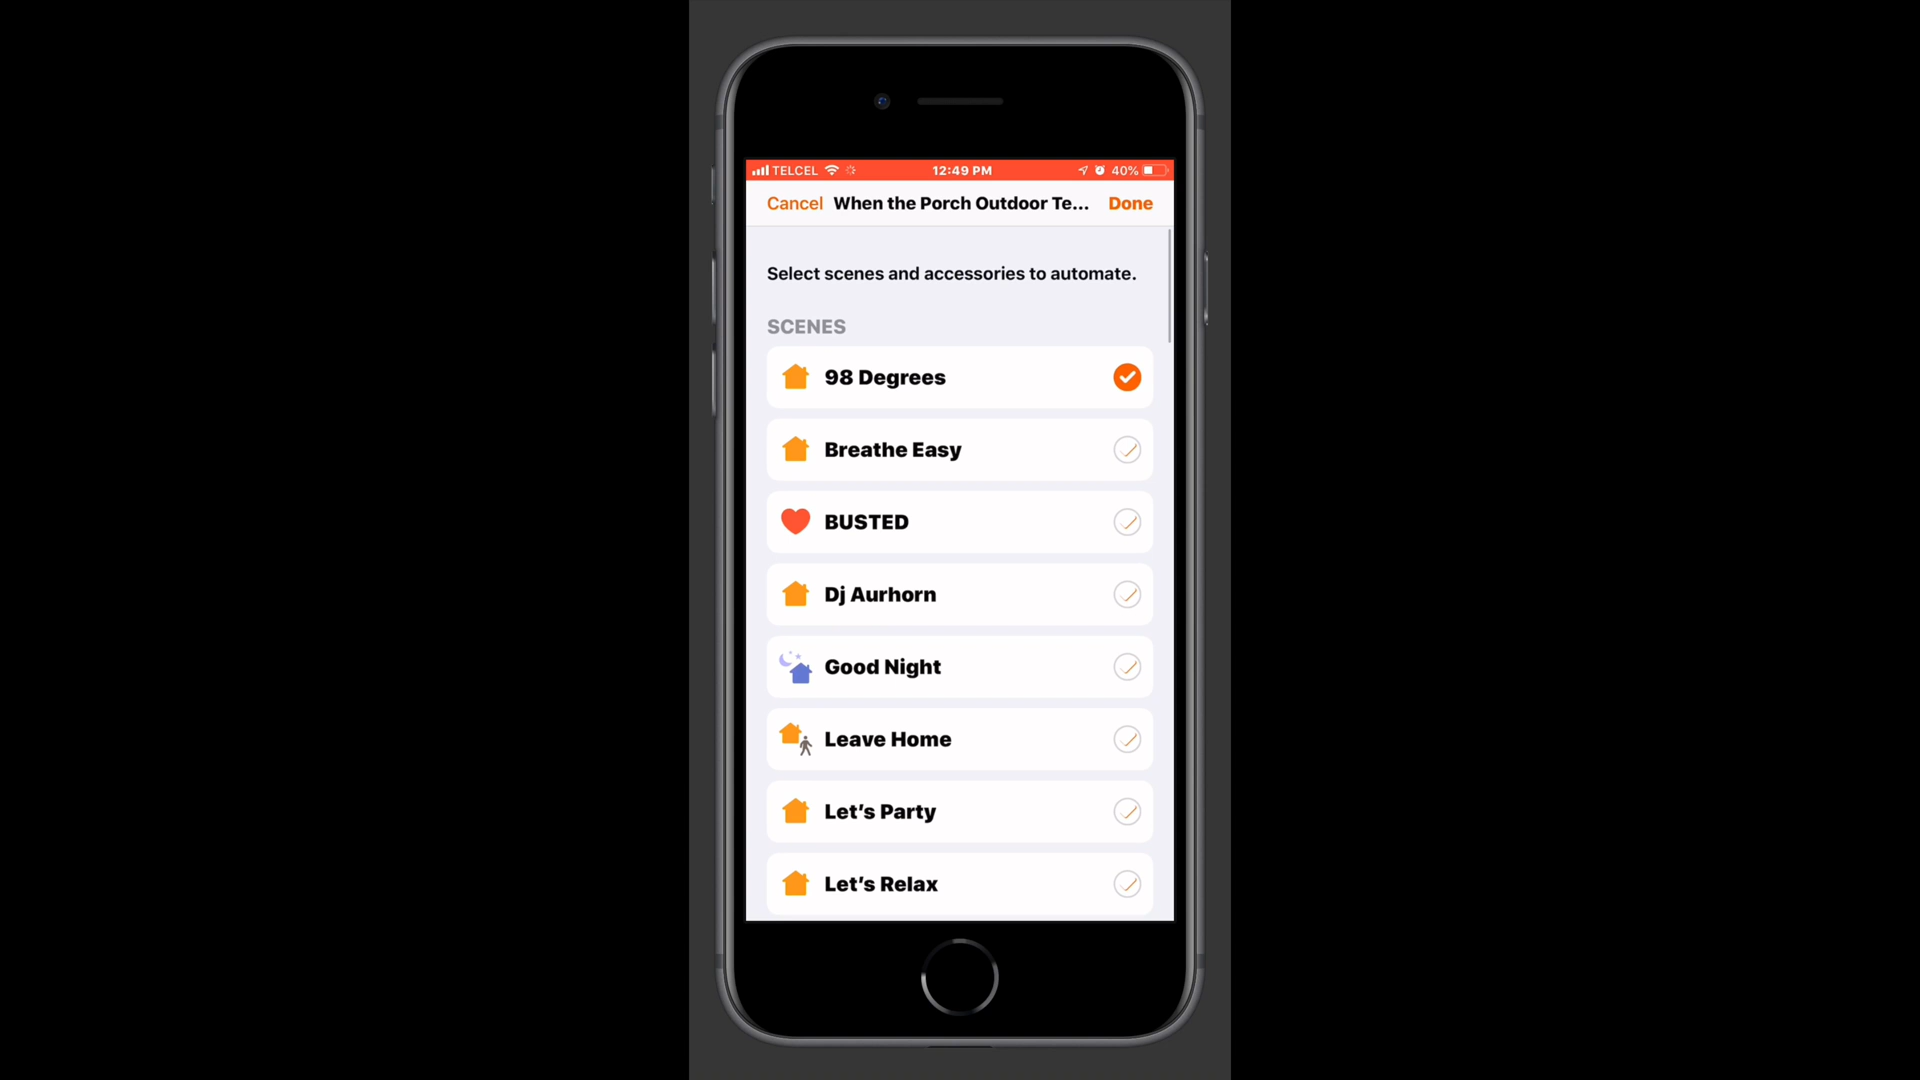 TELCEL 12:49 PM 40%
Cancel When the Porch Outdoor Te... Done
Select scenes and accessories to automate.
SCENES
98 Degrees
Breathe Easy
BUSTED
Dj Aurhorn
Good Night
Leave Home
Let’s Party
Let’s Relax